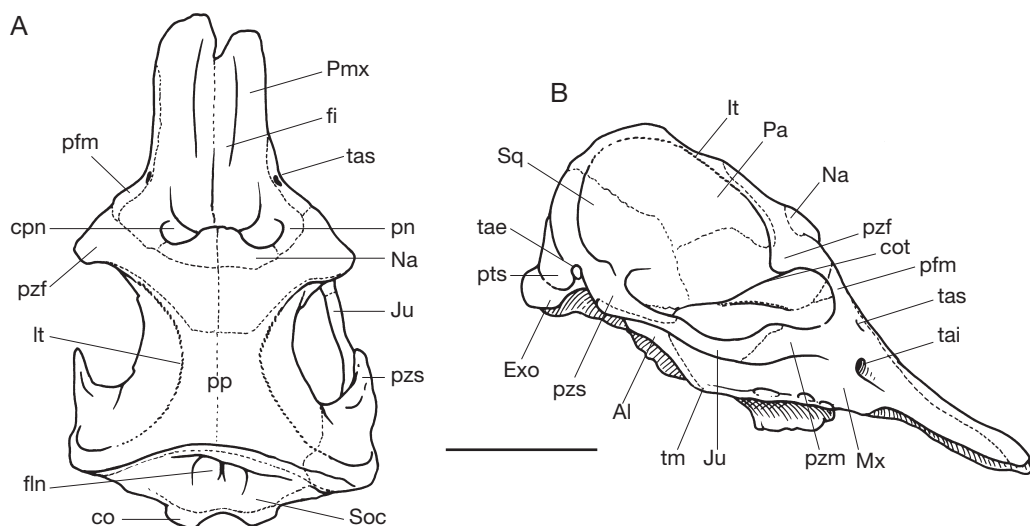 A
Pmx
fi
pfm
tas
cpn
pn
Na
pzf
Ju
lt
pp
pzs
fln
co
Soc
B
lt
Pa
Sq
Na
tae
pzf
cot
pts
pfm
tas
tai
Exo
pzs
Al
tm
Ju
pzm
Mx